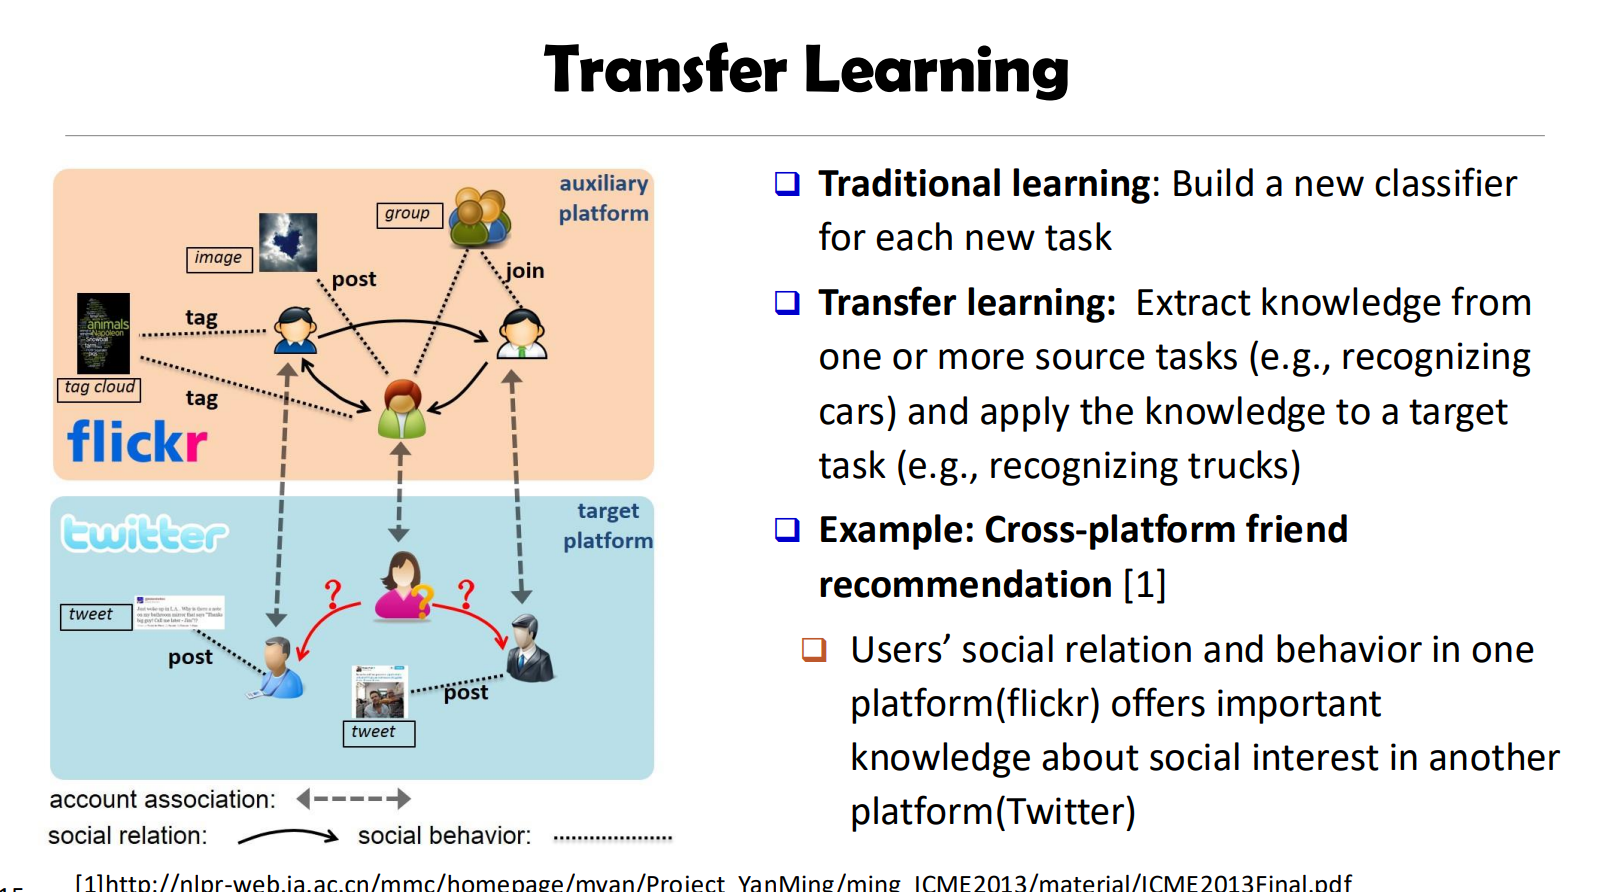 Transfer Learning
auxiliary
platform
group
image
post
join
animals
Napoleon
Snowball
tag
tag cloud
tag
flickr
twitter
target
platform
?
?
?
tweet
post
post
tweet
account association:
social relation:
social behavior:
❑ Traditional learning: Build a new classifier
for each new task
❑ Transfer learning: Extract knowledge from
one or more source tasks (e.g., recognizing
cars) and apply the knowledge to a target
task (e.g., recognizing trucks)
❑ Example: Cross-platform friend
recommendation [1]
❑ Users’ social relation and behavior in one
platform(flickr) offers important
knowledge about social interest in another
platform(Twitter)
[1]http://nlpr-web.ia.ac.cn/mmc/homepage/myan/Project_YanMing/ming_ICME2013/material/ICME2013Final.pdf